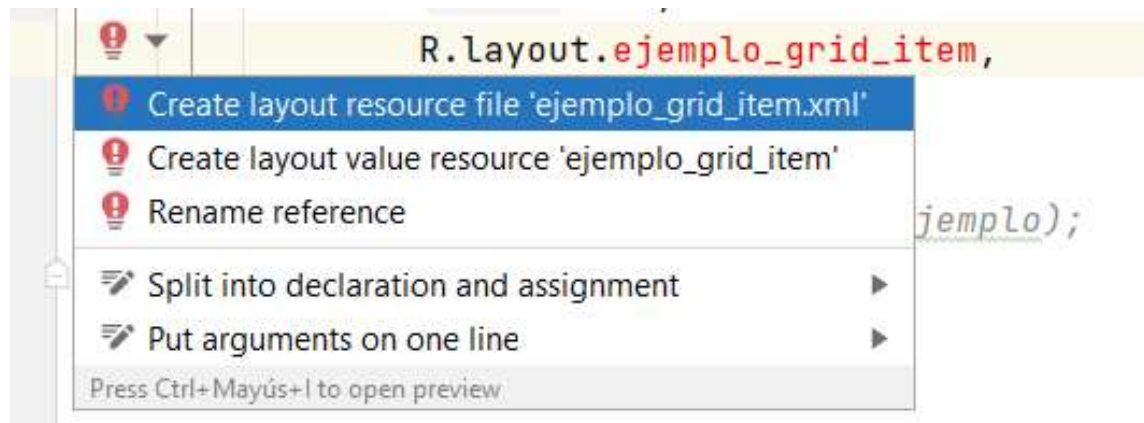 R.layout.ejemplo_grid_item,
Create layout resource file 'ejemplo_grid_item.xml'
Create layout value resource 'ejemplo_grid_item'
Rename reference
jemplo);
Split into declaration and assignment
Put arguments on one line
Press Ctrl+Mayús+I to open preview